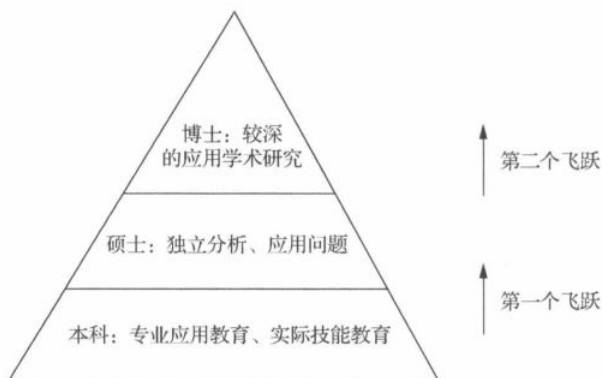 博士：较深
的应用学术研究
第二个飞跃
硕士：独立分析、应用问题
第一个飞跃
本科：专业应用教育、实际技能教育